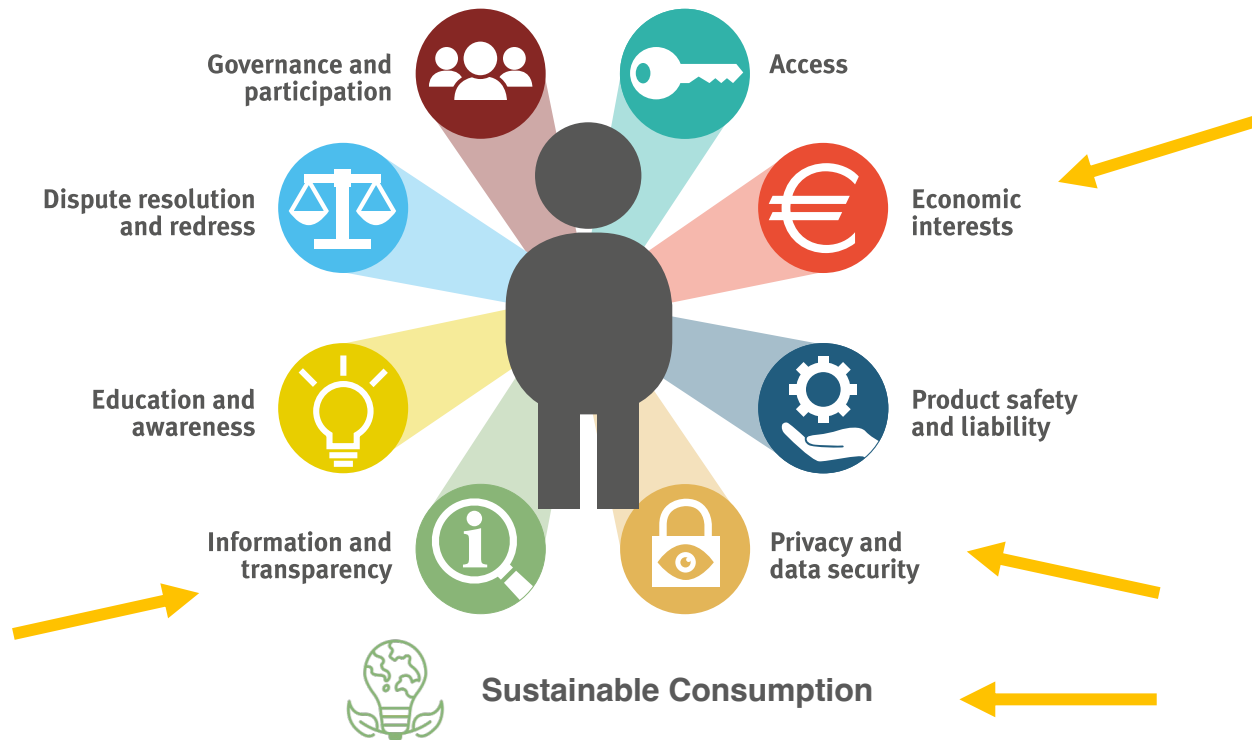 Governance and
participation
Access
Dispute resolution
and redress
Economic
interests
Education and
awareness
Product safety
and liability
Information and
transparency
Privacy and
data security
Sustainable Consumption